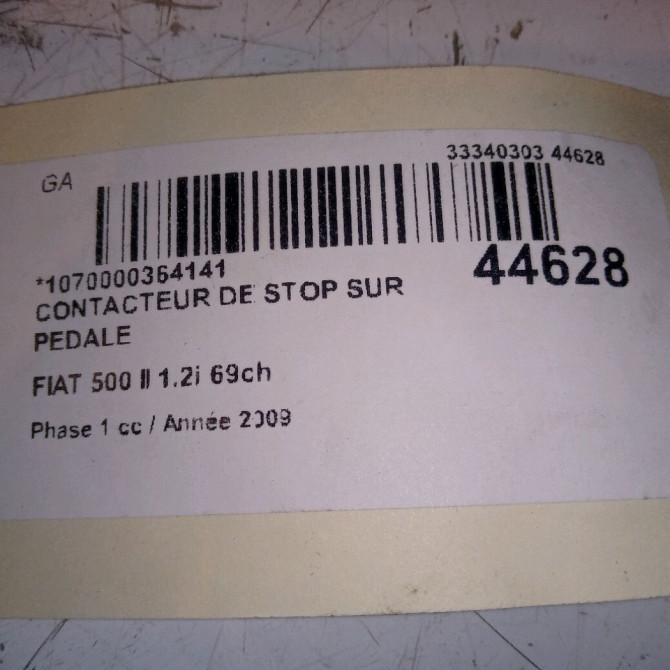 33340303 44628
GA
*1070000364141
44628
CONTACTEUR DE STOP SUR
PEDALE
FIAT 500 II 1.2i 69ch
Phase 1 cc / Année 2009